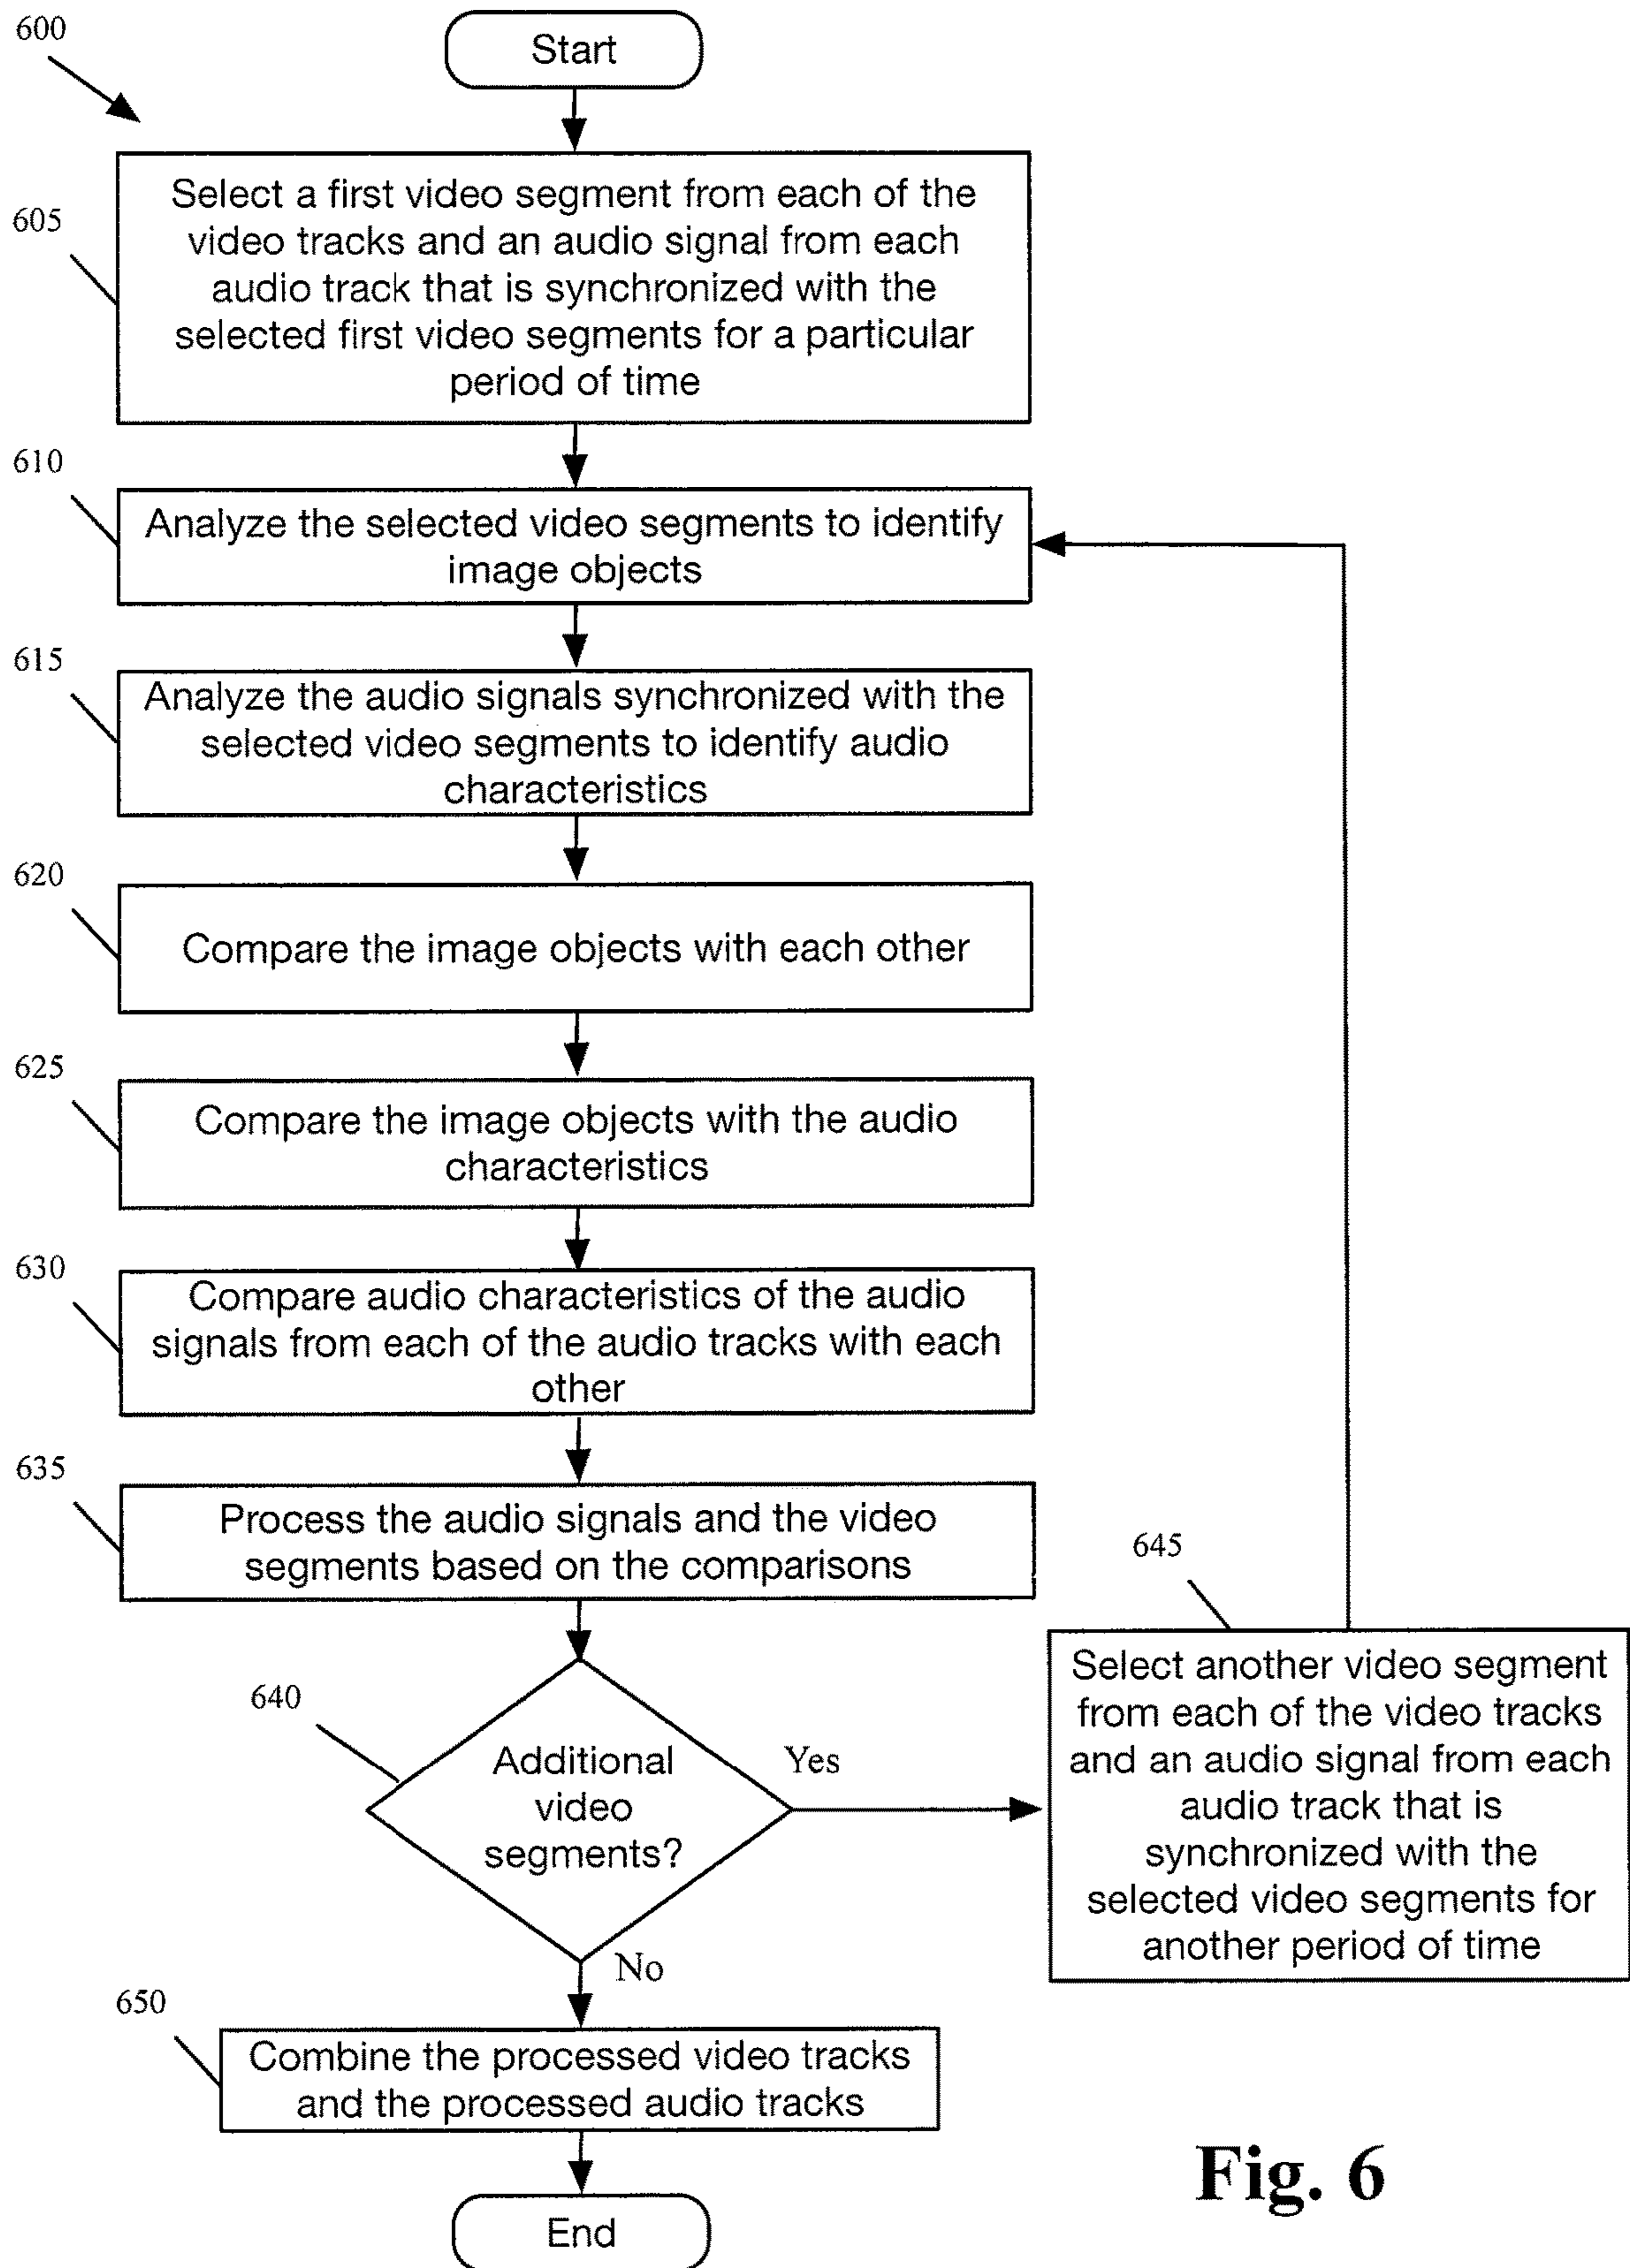 600
Start
605
Select a first video segment from each of the
video tracks and an audio signal from each
audio track that is synchronized with the
selected first video segments for a particular
period of time
610
Analyze the selected video segments to identify
image objects
615
Analyze the audio signals synchronized with the
selected video segments to identify audio
characteristics
620
Compare the image objects with each other
625
Compare the image objects with the audio
characteristics
630
Compare audio characteristics of the audio
signals from each of the audio tracks with each
other
635
Process the audio signals and the video
segments based on the comparisons
640
Additional
video
segments?
Yes
645
Select another video segment
from each of the video tracks
and an audio signal from each
audio track that is
synchronized with the
selected video segments for
another period of time
No
650
Combine the processed video tracks
and the processed audio tracks
End
Fig. 6